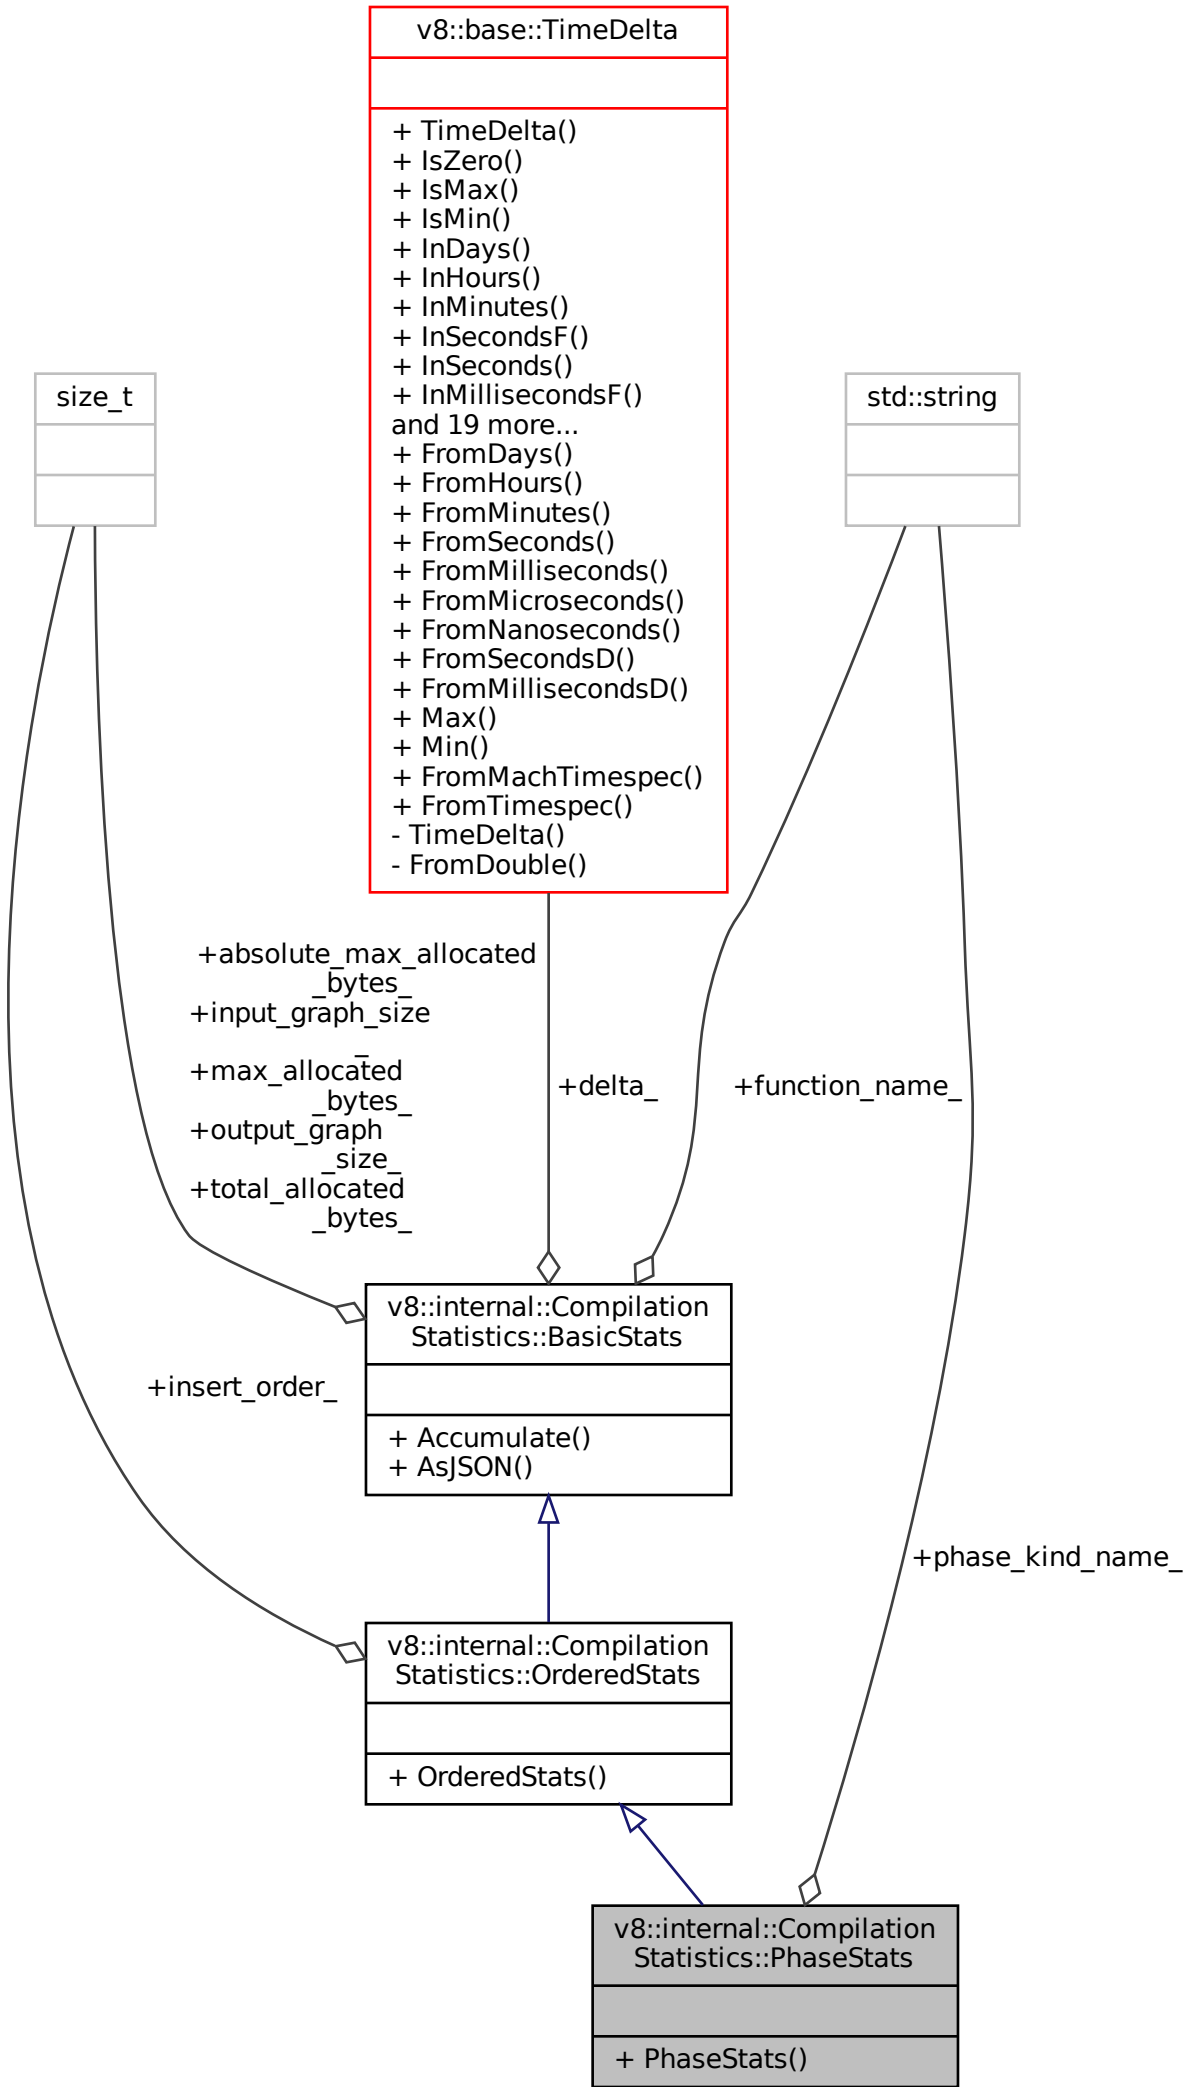 v8::base::TimeDelta
+ TimeDelta()
+ IsZero()
+ IsMax()
+ IsMin()
+ InDays()
+ InHours()
+ InMinutes()
+ InSecondsF()
+ InSeconds()
+ InMillisecondsF()
and 19 more...
+ FromDays()
+ FromHours()
+ FromMinutes()
+ FromSeconds()
+ FromMilliseconds()
+ FromMicroseconds()
+ FromNanoseconds()
+ FromSecondsD()
+ FromMillisecondsD()
+ Max()
+ Min()
+ FromMachTimespec()
+ FromTimespec()
- TimeDelta()
- FromDouble()
size_t
std::string
+absolute_max_allocated
_bytes_
+input_graph_size
_
+max_allocated
_bytes_
+output_graph
_size_
+total_allocated
_bytes_
+delta_
+function_name_
v8::internal::Compilation
Statistics::BasicStats
+ Accumulate()
+ AsJSON()
+insert_order_
+phase_kind_name_
v8::internal::Compilation
Statistics::OrderedStats
+ OrderedStats()
v8::internal::Compilation
Statistics::PhaseStats
+ PhaseStats()